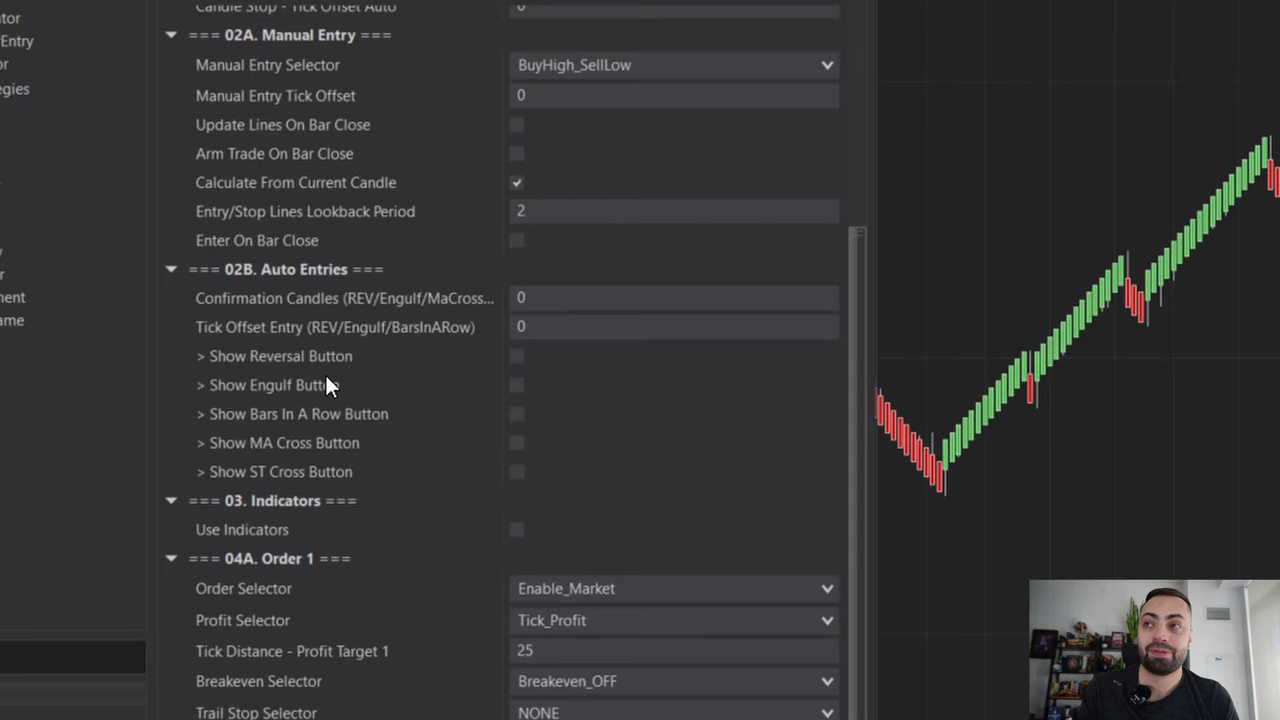 ator
Entry
or
egies
r
ment
ame
Candle Stop - Tick Offset Auto
0
=== 02A. Manual Entry ===
Manual Entry Selector
BuyHigh_SellLow
Manual Entry Tick Offset
0
Update Lines On Bar Close
Arm Trade On Bar Close
Calculate From Current Candle
Entry/Stop Lines Lookback Period
2
Enter On Bar Close
=== 02B. Auto Entries ===
Confirmation Candles (REV/Engulf/MaCross...
0
Tick Offset Entry (REV/Engulf/BarsInARow)
0
> Show Reversal Button
> Show Engulf Button
> Show Bars In A Row Button
> Show MA Cross Button
> Show ST Cross Button
=== 03. Indicators ===
Use Indicators
=== 04A. Order 1 ===
Order Selector
Enable_Market
Profit Selector
Tick_Profit
Tick Distance - Profit Target 1
25
Breakeven Selector
Breakeven_OFF
Trail Stop Selector
NONE